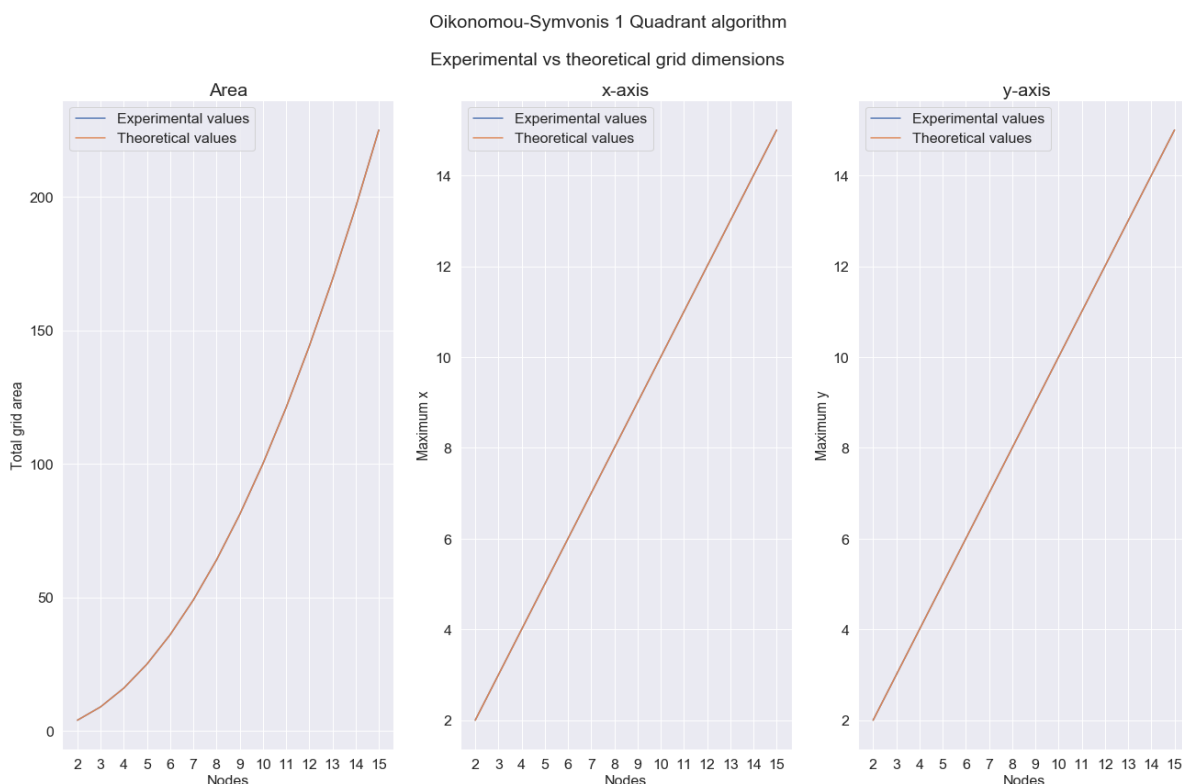 Oikonomou-Symvonis 1 Quadrant algorithm
Experimental vs theoretical grid dimensions
Area
Experimental values
Theoretical values
Total grid area
200
150
100
50
0
2 3 4 5 6 7 8 9 10 11 12 13 14 15
Nodes
x-axis
Experimental values
Theoretical values
Maximum x
14
12
10
8
6
4
2
2 3 4 5 6 7 8 9 10 11 12 13 14 15
Nodes
y-axis
Experimental values
Theoretical values
Maximum y
14
12
10
8
6
4
2
2 3 4 5 6 7 8 9 10 11 12 13 14 15
Nodes